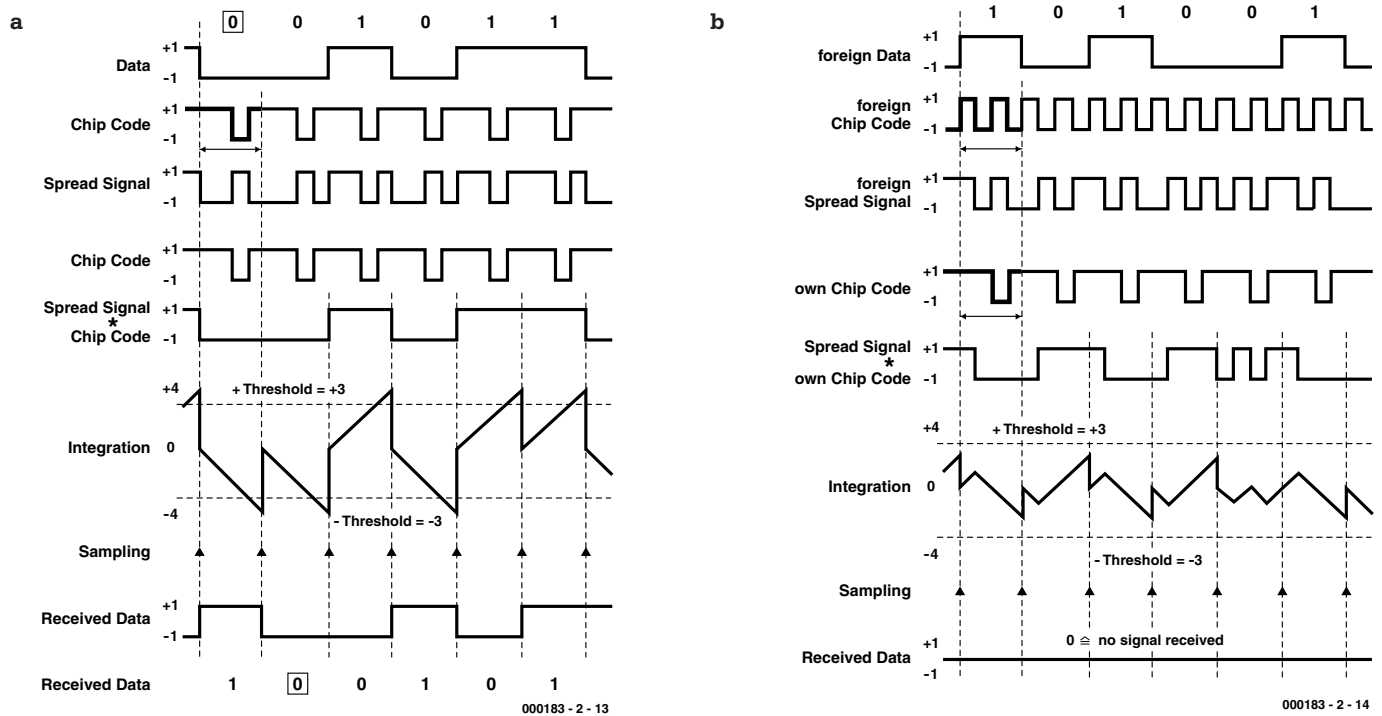 a
0 0 1 0 1 1
Data
+1
-1
Chip Code
+1
-1
Spread Signal
+1
-1
Chip Code
+1
-1
Spread Signal
*
Chip Code
+1
-1
Integration
+4
0
-4
+ Threshold = +3
- Threshold = -3
Sampling
Received Data
+1
-1
Received Data
1 0 0 1 0 1
000183 - 2 - 13
b
1 0 1 0 0 1
foreign Data
+1
-1
foreign
Chip Code
+1
-1
foreign
Spread Signal
+1
-1
own Chip Code
+1
-1
Spread Signal
*
own Chip Code
+1
-1
Integration
+4
0
-4
+ Threshold = +3
- Threshold = -3
Sampling
Received Data
+1
-1
0 ≙ no signal received
000183 - 2 - 14